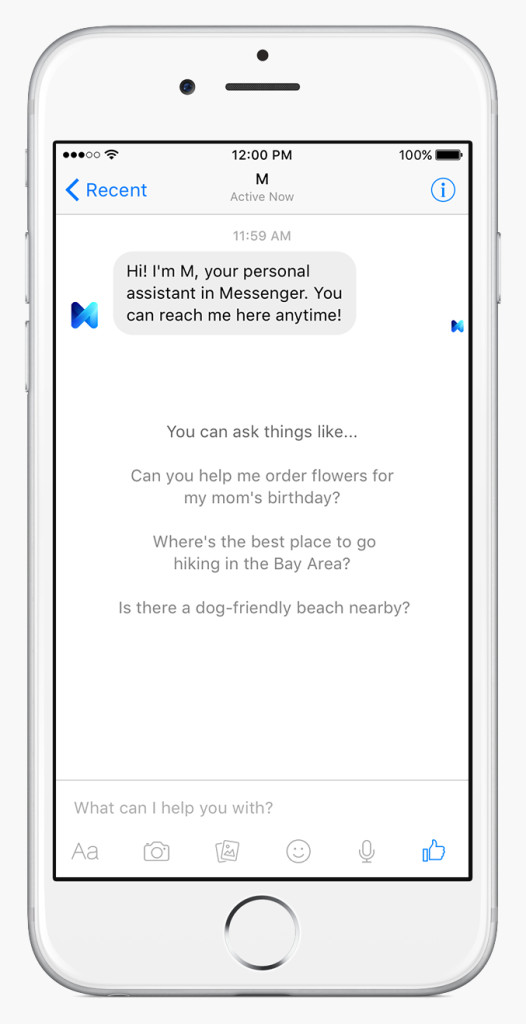 12:00 PM
100%
Recent
M
Active Now
11:59 AM
Hi! I'm M, your personal
assistant in Messenger. You
can reach me here anytime!
You can ask things like...
Can you help me order flowers for
my mom's birthday?
Where's the best place to go
hiking in the Bay Area?
Is there a dog-friendly beach nearby?
What can I help you with?
Aa